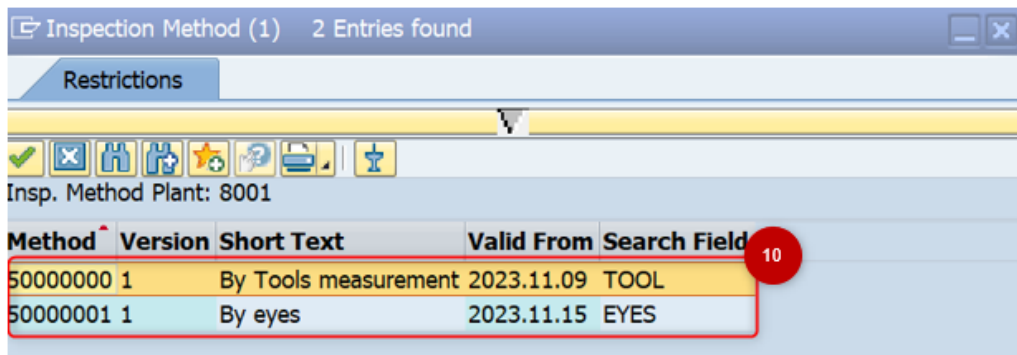 Inspection Method (1) 2 Entries found
Restrictions
Insp. Method Plant: 8001
Method Version Short Text Valid From Search Field
10
50000000 1 By Tools measurement 2023.11.09 TOOL
50000001 1 By eyes 2023.11.15 EYES